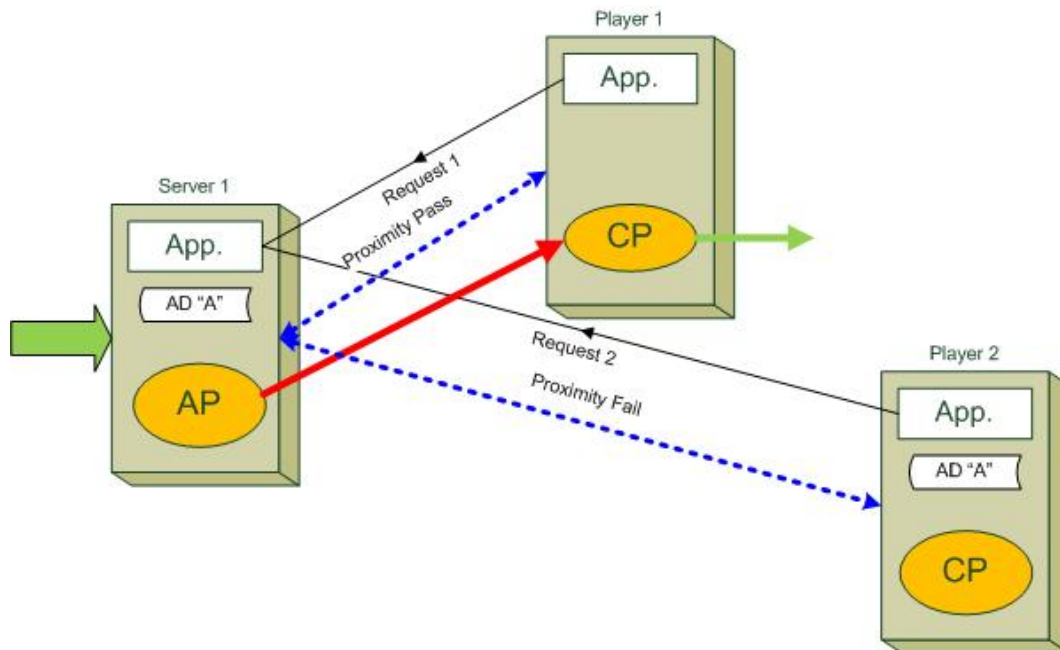 Player 1
App.
Request 1
Server 1
Proximity Pass
App.
CP
AD "A"
Request 2
Player 2
AP
Proximity Fail
App.
AD "A"
CP